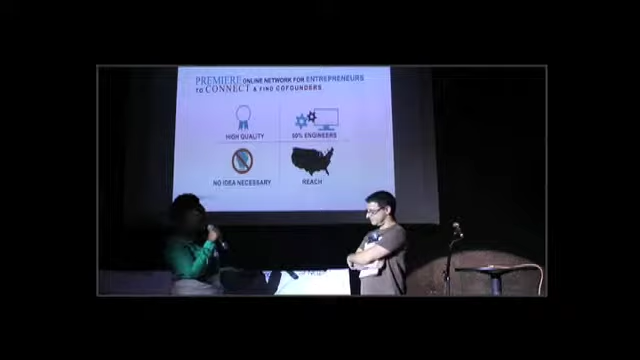 PREMIERE ONLINE NETWORK FOR ENTREPRENEURS
TO CONNECT & FIND COFOUNDERS
HIGH QUALITY
50% ENGINEERS
NO IDEA NECESSARY
REACH